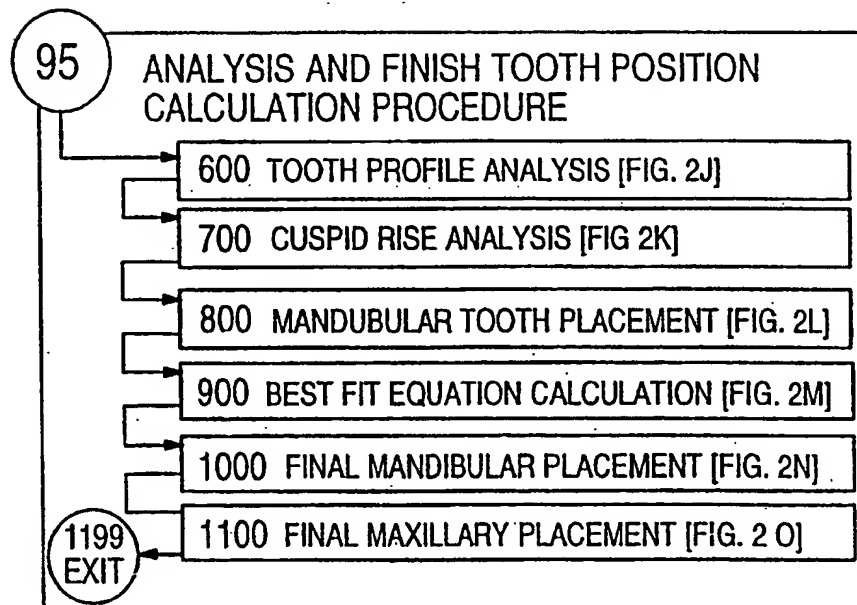 95
ANALYSIS AND FINISH TOOTH POSITION
CALCULATION PROCEDURE
600 TOOTH PROFILE ANALYSIS [FIG. 2J]
700 CUSPID RISE ANALYSIS [FIG 2K]
800 MANDUBULAR TOOTH PLACEMENT [FIG. 2L]
900 BEST FIT EQUATION CALCULATION [FIG. 2M]
1000 FINAL MANDIBULAR PLACEMENT [FIG. 2N]
1100 FINAL MAXILLARY PLACEMENT [FIG. 2 O]
1199
EXIT